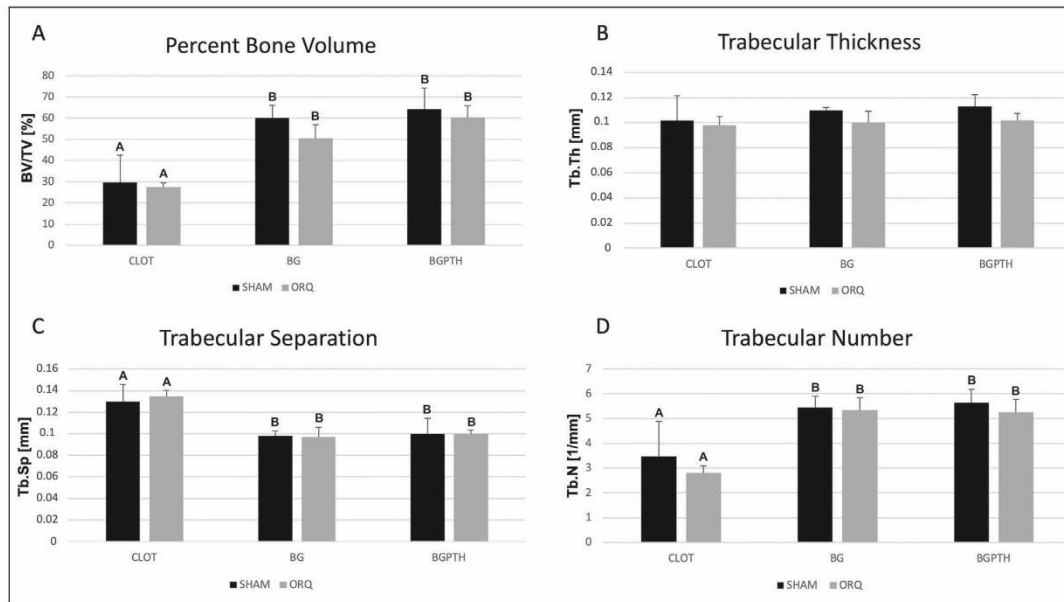 A
Percent Bone Volume
BV/TV [%]
80
70
60
50
40
30
20
10
0
A
A
B
B
B
B
CLOT
BG
BGPTH
SHAM
ORQ
B
Trabecular Thickness
Tb.Th [mm]
0.14
0.12
0.1
0.08
0.06
0.04
0.02
0
CLOT
BG
BGPTH
SHAM
ORQ
C
Trabecular Separation
Tb.Sp [mm]
0.16
0.14
0.12
0.1
0.08
0.06
0.04
0.02
0
A
A
B
B
B
B
CLOT
BG
BGPTH
SHAM
ORQ
D
Trabecular Number
Tb.N [1/mm]
7
6
5
4
3
2
1
0
A
A
B
B
B
B
CLOT
BG
BGPTH
SHAM
ORQ